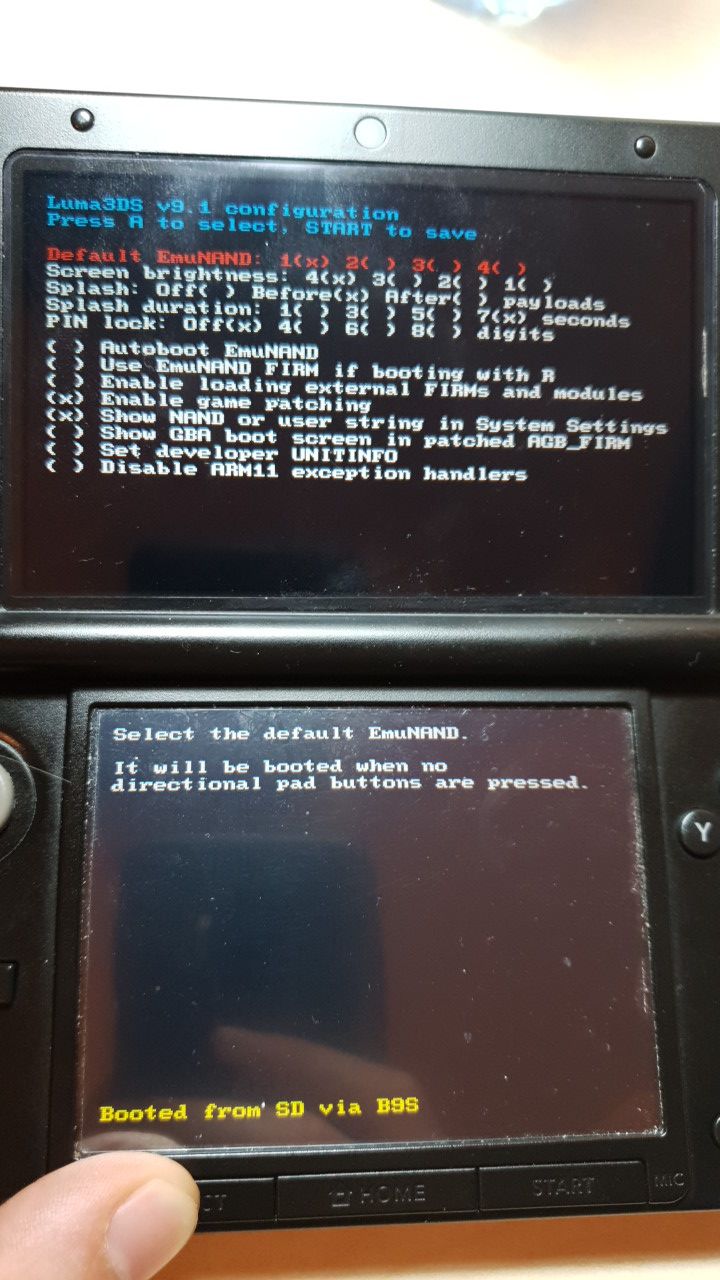 Luma3DS v9.1 configuration
Press A to select, START to save
Default EmuNAND: 1(x) 2( ) 3( ) 4( )
Screen brightness: 4(x) 3( ) 2( ) 1( )
Splash: Off( ) Before(x) After( ) payloads
Splash duration: 1( ) 3( ) 5( ) 7(x) seconds
PIN lock: Off(x) 4( ) 6( ) 8( ) digits
( ) Autoboot EmuNAND
( ) Use EmuNAND FIRM if booting with R
( ) Enable loading external FIRMs and modules
(x) Enable game patching
(x) Show NAND or user string in System Settings
( ) Show GBA boot screen in patched AGB_FIRM
( ) Set developer UNITINFO
( ) Disable ARM11 exception handlers
Select the default EmuNAND.
It will be booted when no
directional pad buttons are pressed.
Y
Booted from SD via B9S
CT HOME START MIC